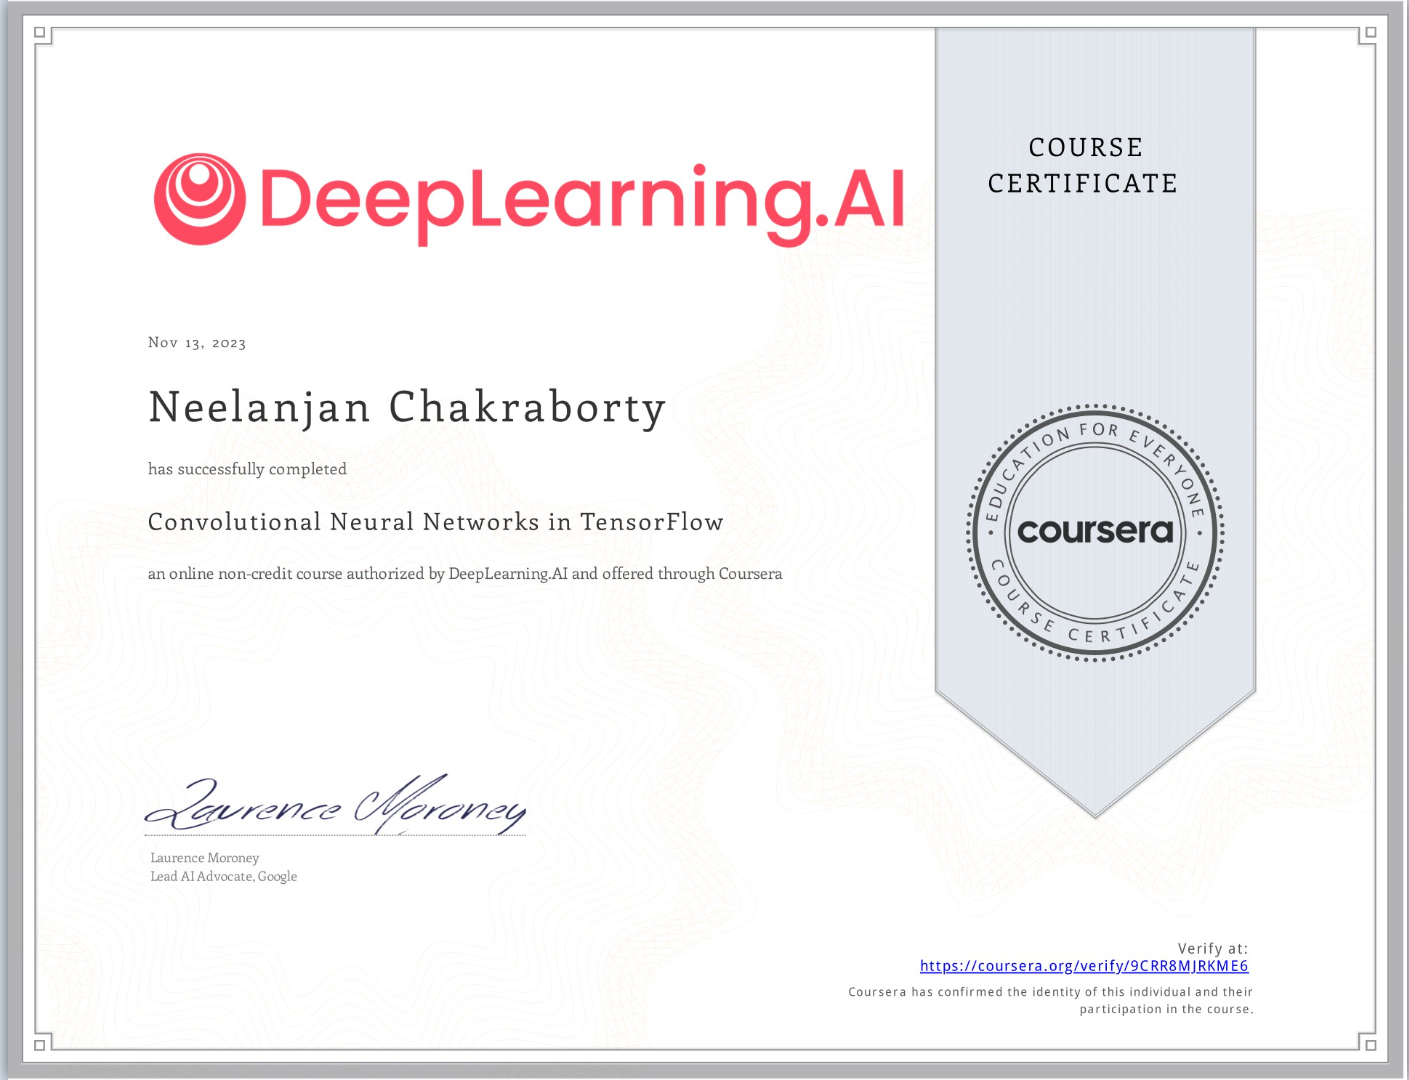 DeepLearning.AI
COURSE
CERTIFICATE
Nov 13, 2023
Neelanjan Chakraborty
has successfully completed
Convolutional Neural Networks in TensorFlow
an online non-credit course authorized by DeepLearning.AI and offered through Coursera
EDUCATION FOR EVERYONE
coursera
COURSE CERTIFICATE
Laurence Moroney
Laurence Moroney
Lead AI Advocate, Google
Verify at:
https://coursera.org/verify/9CRR8MJRKME6
Coursera has confirmed the identity of this individual and their
participation in the course.